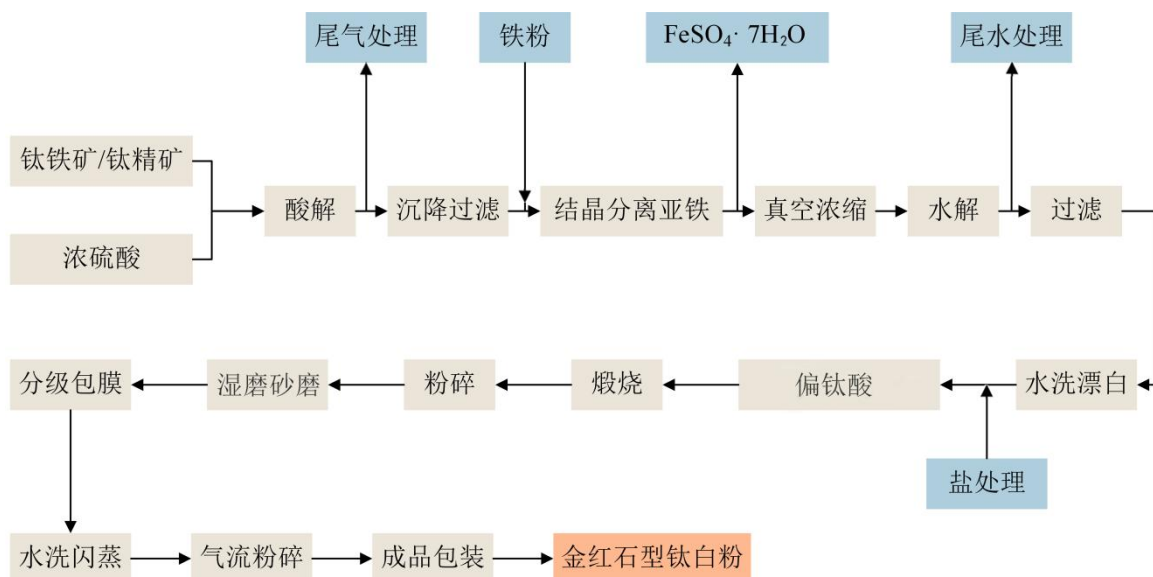 尾气处理
铁粉
FeSO₄·7H₂O
尾水处理
钛铁矿/钛精矿
浓硫酸
酸解
沉降过滤
结晶分离亚铁
真空浓缩
水解
过滤
水洗漂白
盐处理
偏钛酸
煅烧
粉碎
湿磨砂磨
分级包膜
水洗闪蒸
气流粉碎
成品包装
金红石型钛白粉